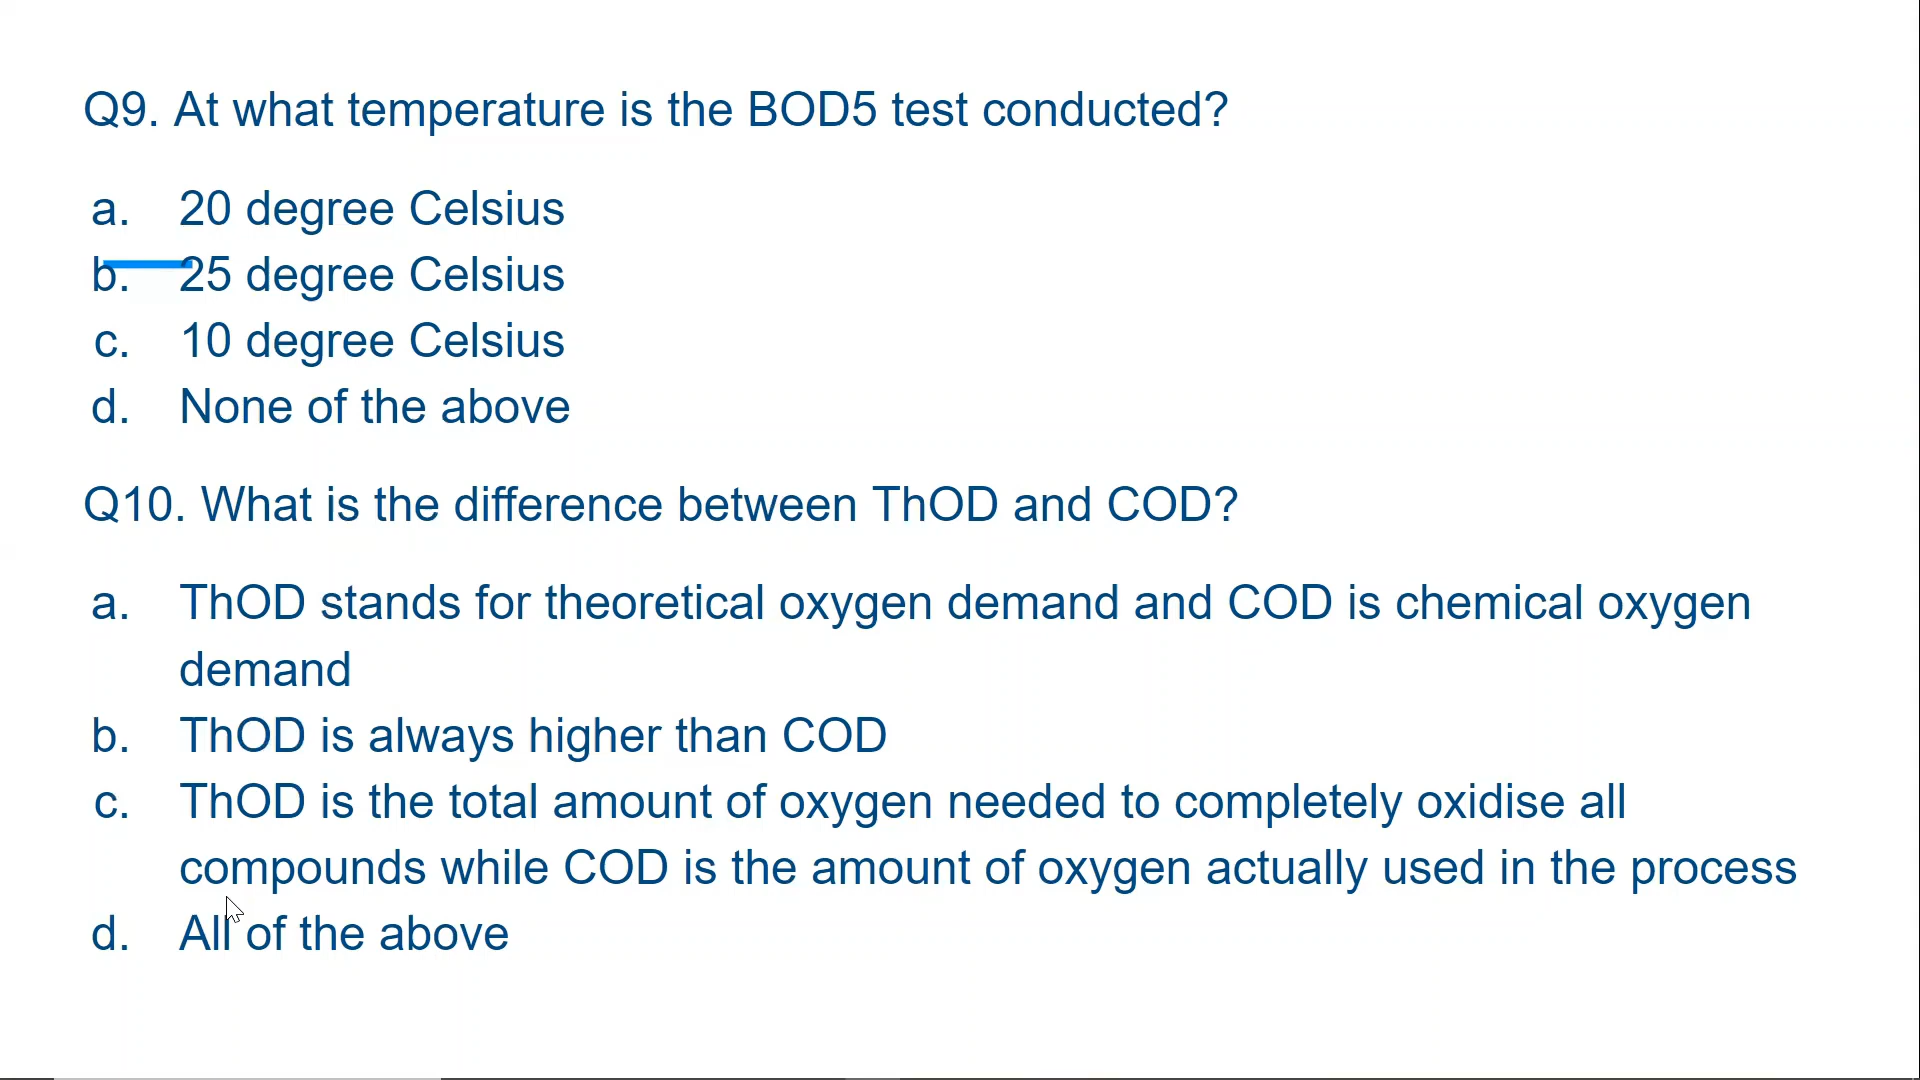 Q9. At what temperature is the BOD5 test conducted?
a. 20 degree Celsius
b. 25 degree Celsius
c. 10 degree Celsius
d. None of the above
Q10. What is the difference between ThOD and COD?
a. ThOD stands for theoretical oxygen demand and COD is chemical oxygen
demand
b. ThOD is always higher than COD
c. ThOD is the total amount of oxygen needed to completely oxidise all
compounds while COD is the amount of oxygen actually used in the process
d. All of the above